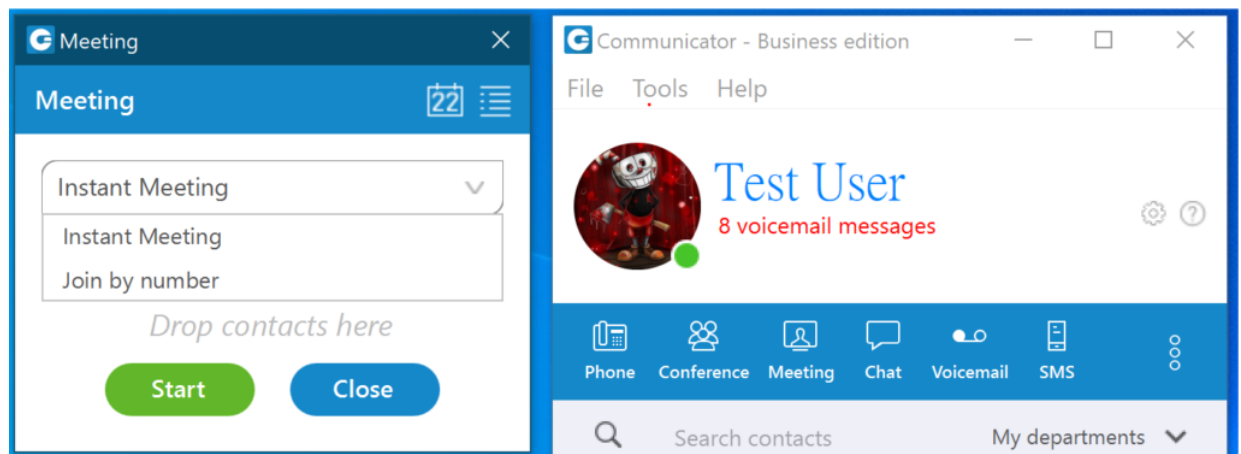 Meeting
Meeting
22
Instant Meeting
Instant Meeting
Join by number
Drop contacts here
Start Close
Communicator - Business edition
File Tools Help
Test User
8 voicemail messages
?
Phone Conference Meeting Chat Voicemail SMS
Search contacts My departments